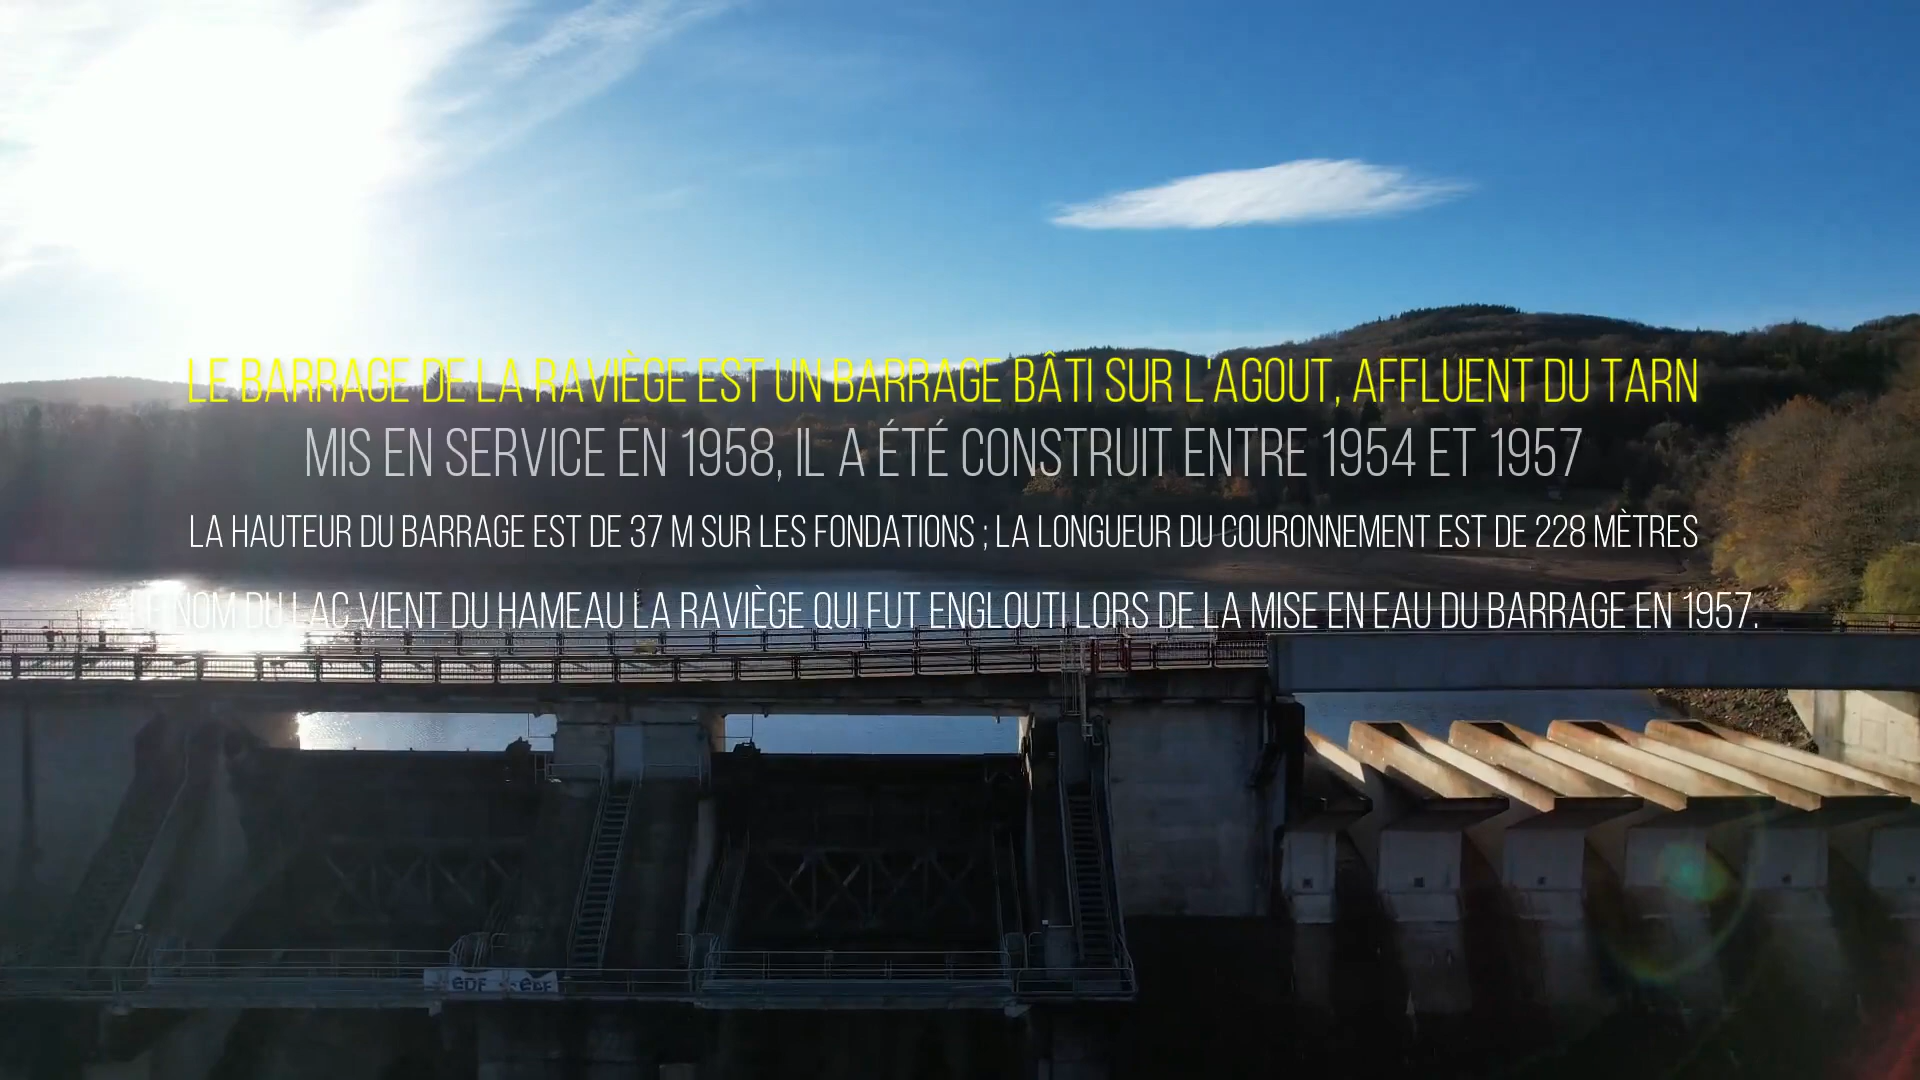 LE BARRAGE DE LA RAVIÈGE EST UN BARRAGE BÂTI SUR L'AGOUT, AFFLUENT DU TARN
MIS EN SERVICE EN 1958, IL A ÉTÉ CONSTRUIT ENTRE 1954 ET 1957
LA HAUTEUR DU BARRAGE EST DE 37 M SUR LES FONDATIONS ; LA LONGUEUR DU COURONNEMENT EST DE 228 MÈTRES
LE NOM DU LAC VIENT DU HAMEAU LA RAVIÈGE QUI FUT ENGLOUTI LORS DE LA MISE EN EAU DU BARRAGE EN 1957.
eDF eDF